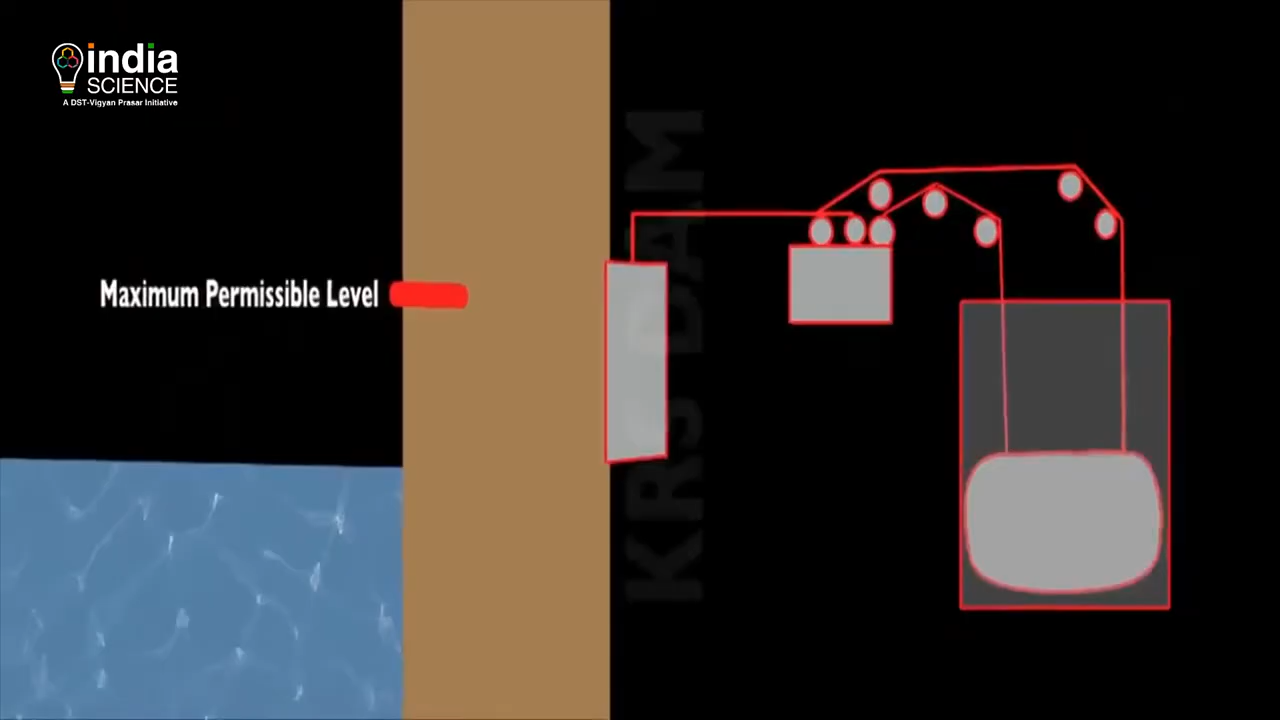 india
SCIENCE
A DST-Vigyan Prasar Initiative
Maximum Permissible Level
KRS DAM